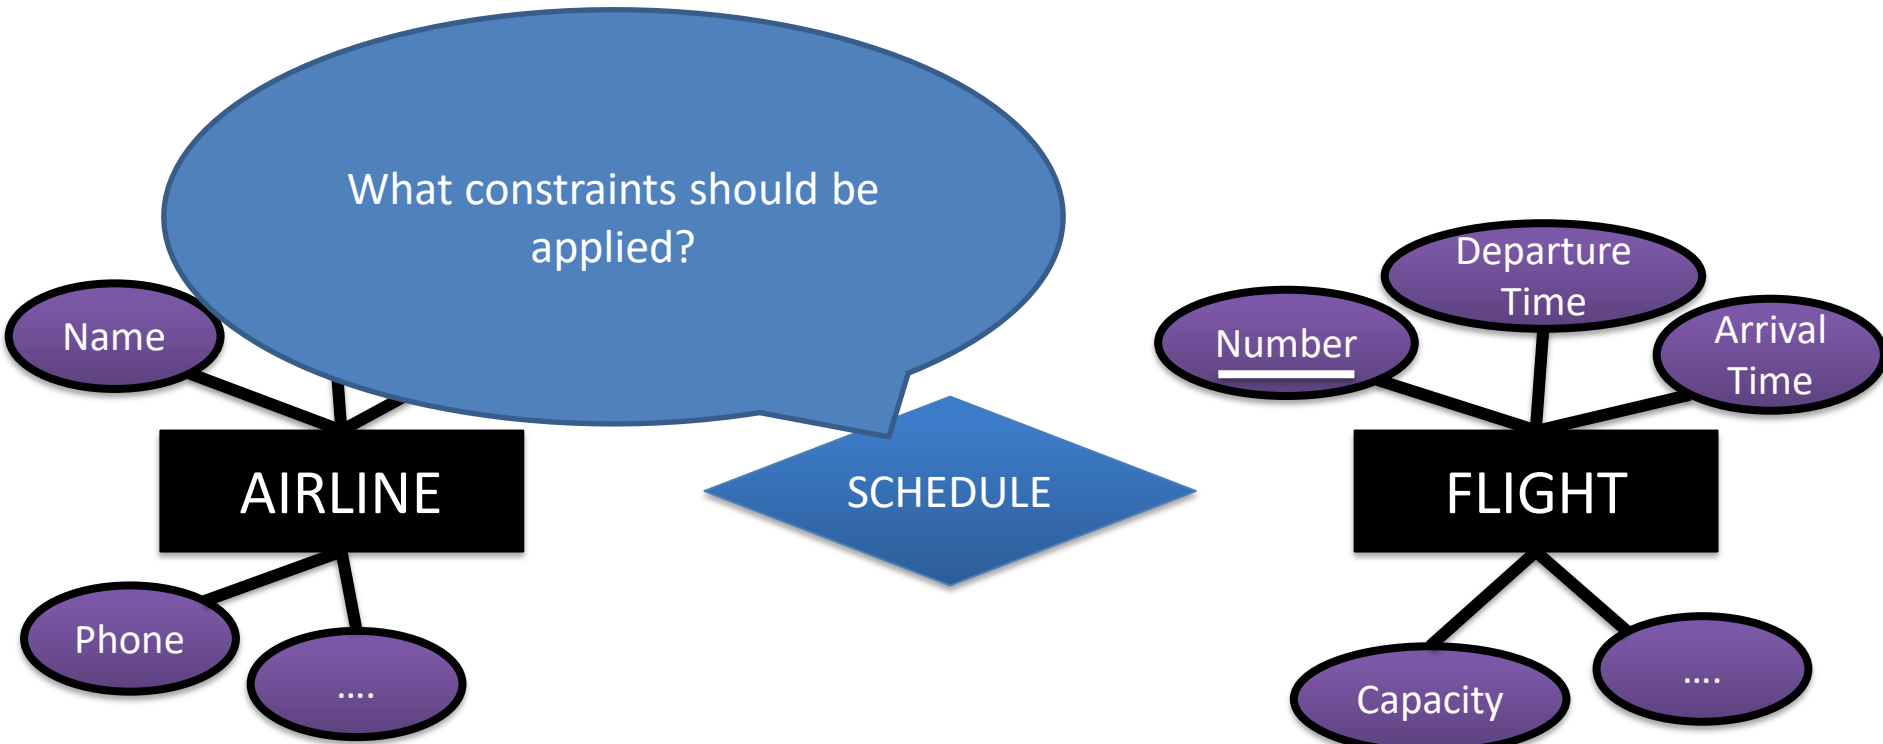 What constraints should be
applied?
Name
Departure
Time
Number
Arrival
Time
AIRLINE
SCHEDULE
FLIGHT
Phone
....
Capacity
....